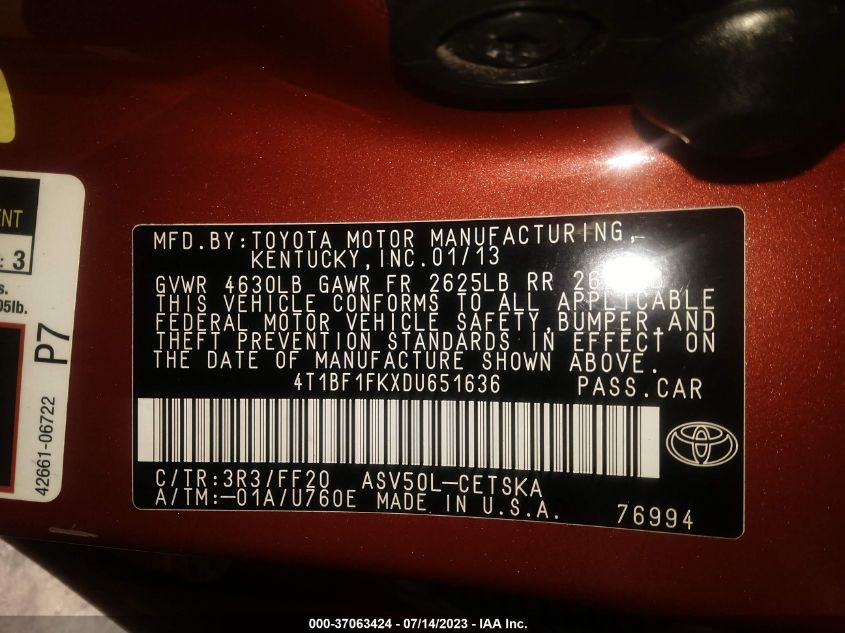 MFD.BY:TOYOTA MOTOR MANUFACTURING,
KENTUCKY,INC.01/13
GVWR 4630LB GAWR FR 2625LB RR
THIS VEHICLE CONFORMS TO ALL APPLICABLE
FEDERAL MOTOR VEHICLE SAFETY,BUMPER,AND
THEFT PREVENTION STANDARDS IN EFFECT ON
THE DATE OF MANUFACTURE SHOWN ABOVE.
4T1BF1FKXDU651636 PASS.CAR
C/TR:3R3/FF20 ASV50L-CETSKA
A/TM:-01A/U760E MADE IN U.S.A.
76994
: 3
P7
42661-06722
000-37063424 / 07/14/2023 - IAA Inc.